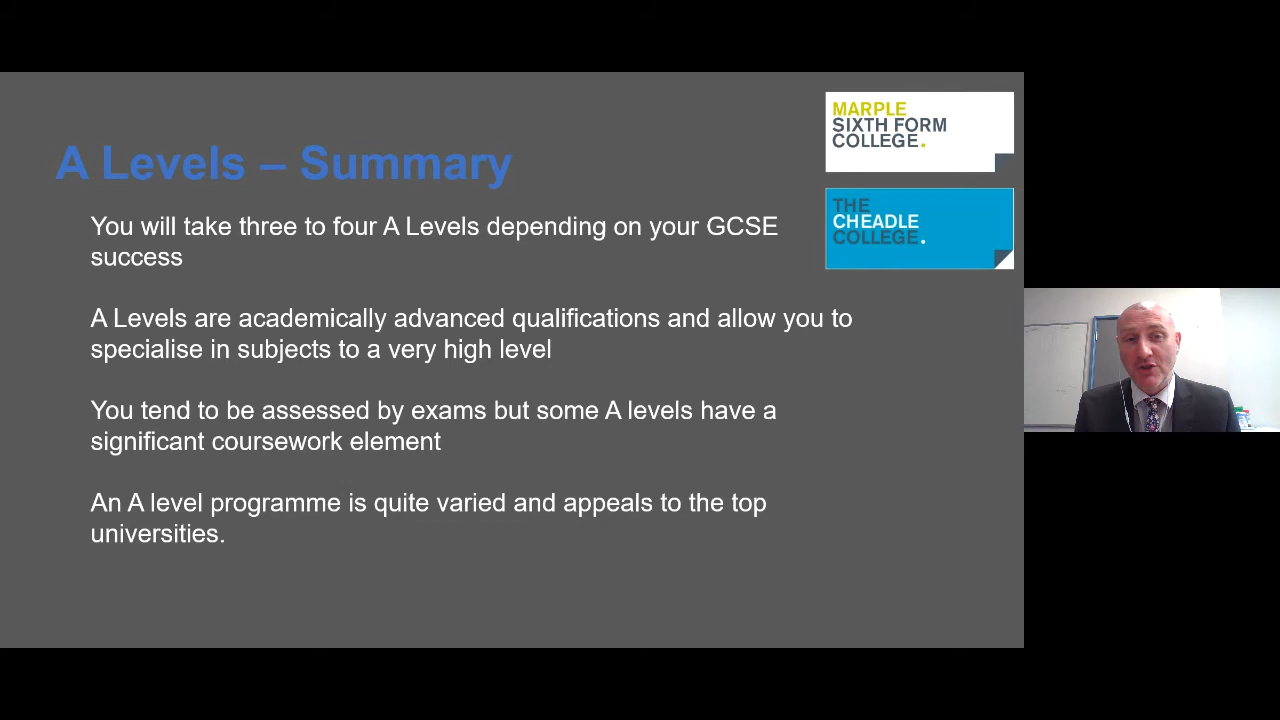 MARPLE
SIXTH FORM
COLLEGE.
A Levels – Summary
THE
CHEADLE
COLLEGE.
You will take three to four A Levels depending on your GCSE
success
A Levels are academically advanced qualifications and allow you to
specialise in subjects to a very high level
You tend to be assessed by exams but some A levels have a
significant coursework element
An A level programme is quite varied and appeals to the top
universities.